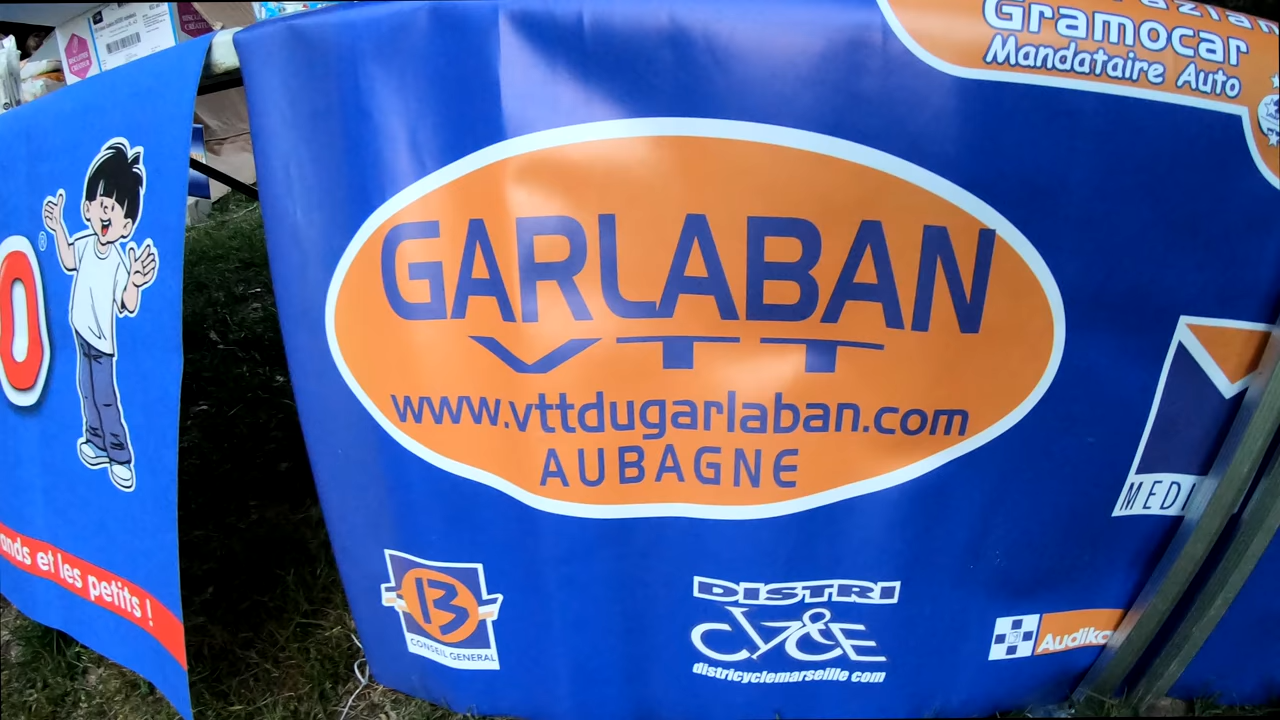 Gramocar
Mandataire Auto
GARLABAN
VTT
www.vttdugarlaban.com
AUBAGNE
MEDI
13
CONSEIL GENERAL
DISTRI
CYCLE
districyclemarseille.com
Audika
O®
ands et les petits !